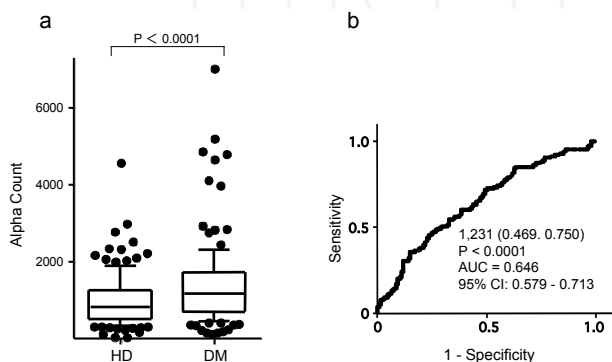 a
P < 0.0001
6000
4000
2000
Alpha Count
HD
DM
b
1.0
0.5
0
Sensitivity
1,231 (0.469. 0.750)
P < 0.0001
AUC = 0.646
95% CI: 0.579 - 0.713
0
0.5
1.0
1 - Specificity